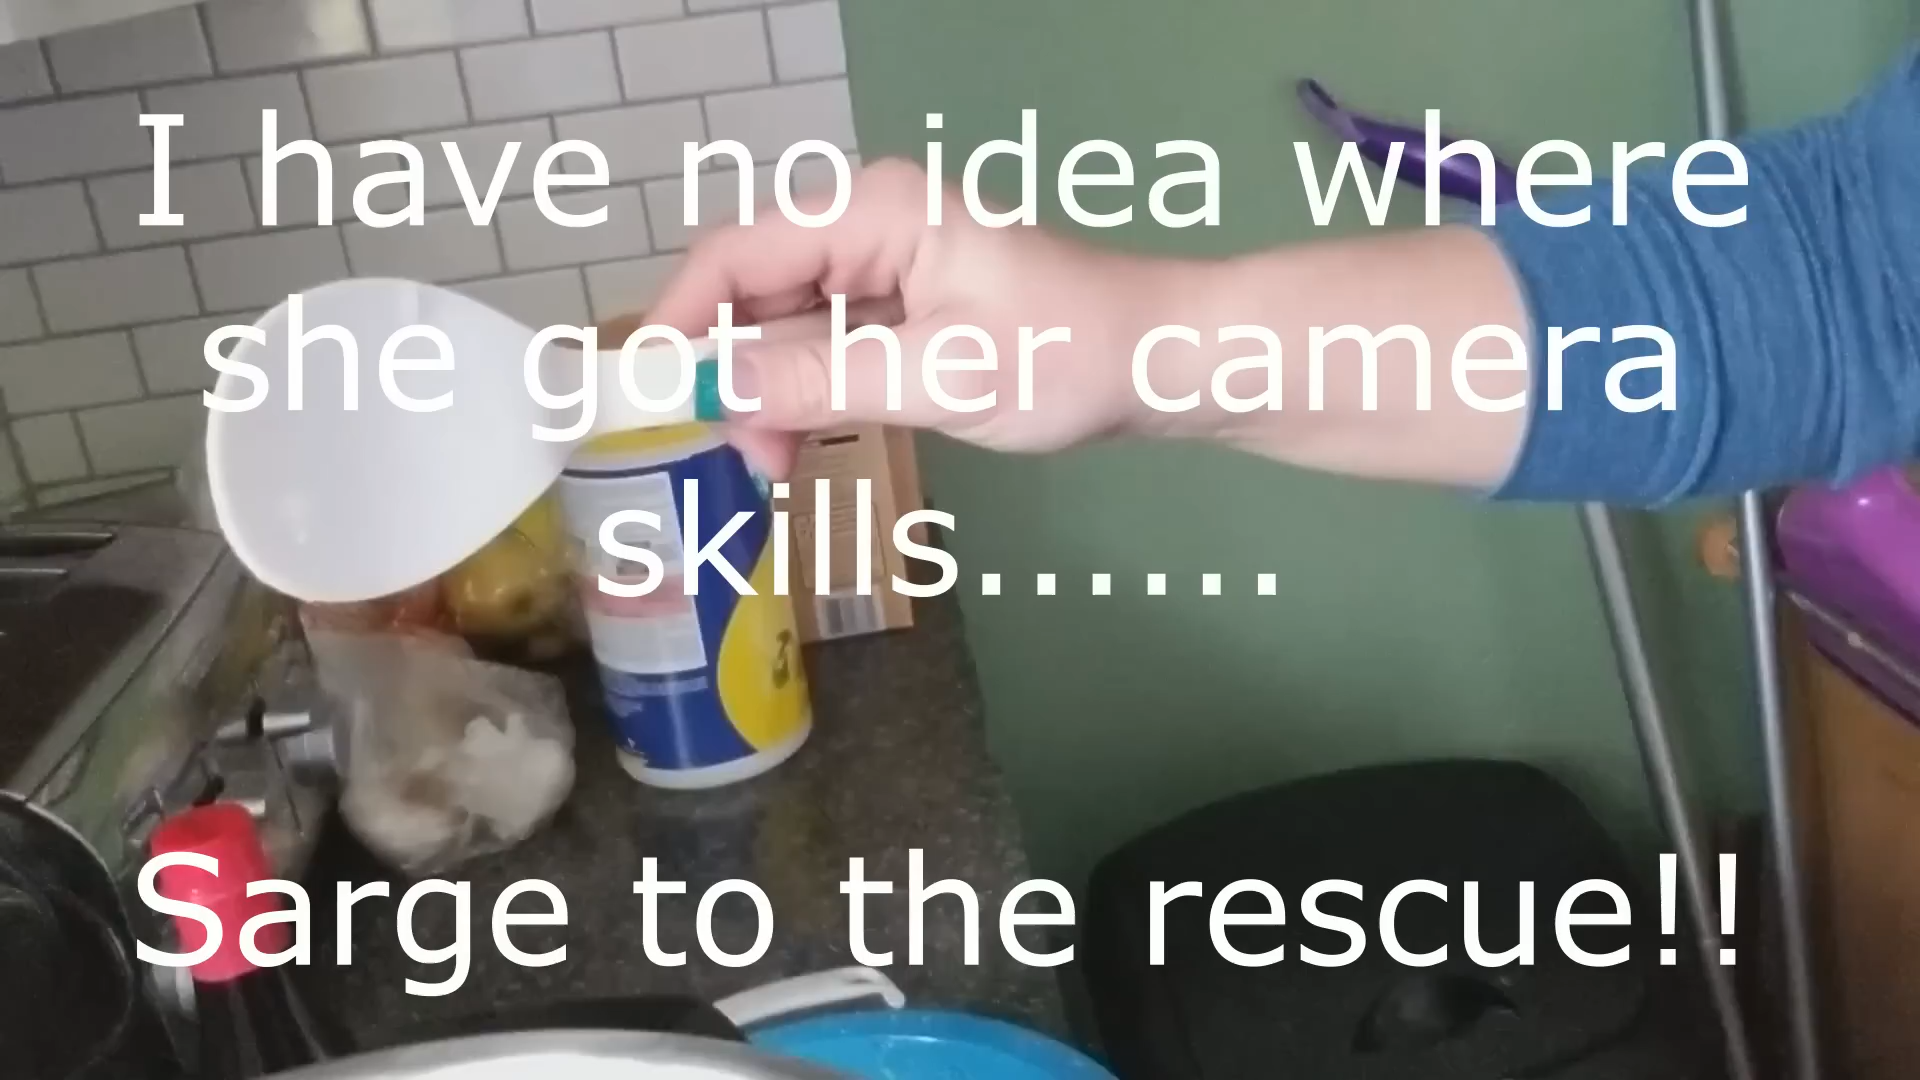 I have no idea where
she got her camera
skills......
Sarge to the rescue!!